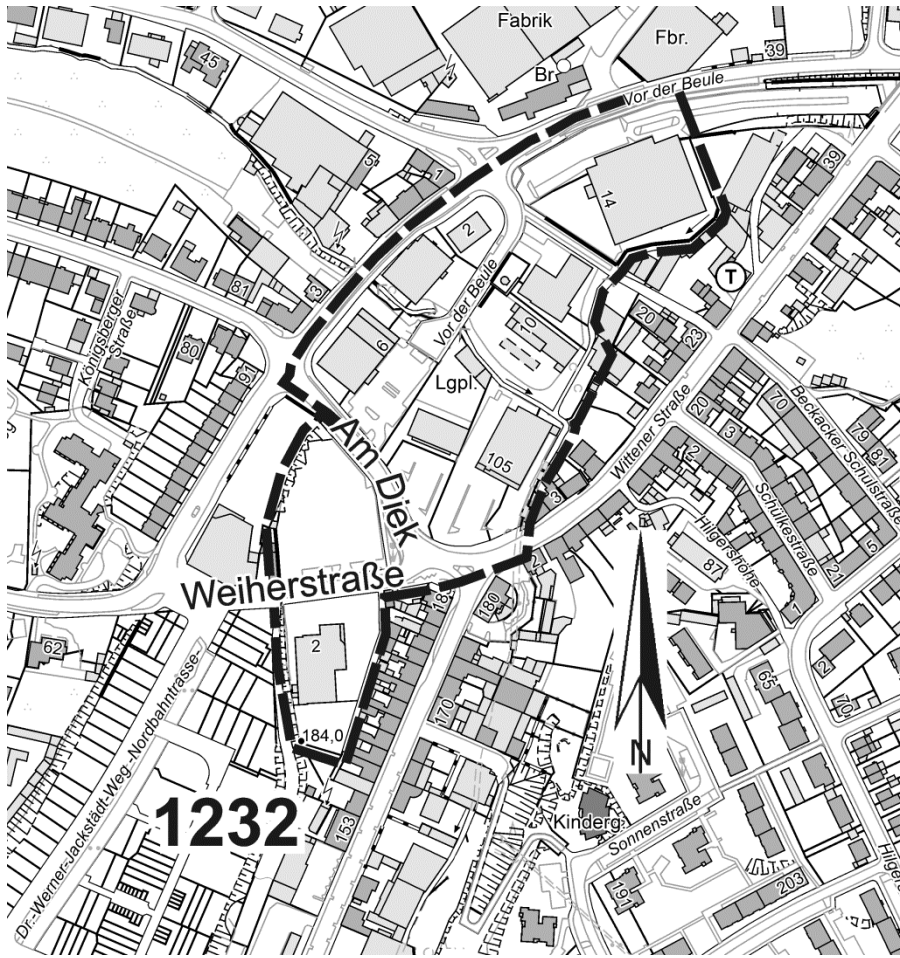 Fabrik
Fbr.
39
45
Br
Vor der Beule
5
1
39
14
2
T
81
3
Vor der Beule
Königsberger
Straße
10
20
23
6
80
91
Lgpl.
Wittener Straße
20
3
70
Beckacker Schulstraße
79
8
Am Diek
105
2
3
Schülkestraße
Hilgershöhe
5
21
87
2
1
Weiherstraße
180
62
2
65
2
70
170
184,0
N
1232
153
Kinderg.
Sonnenstraße
Dr.-Werner-Jackstädt-Weg -Nordbahntrasse-
191
203